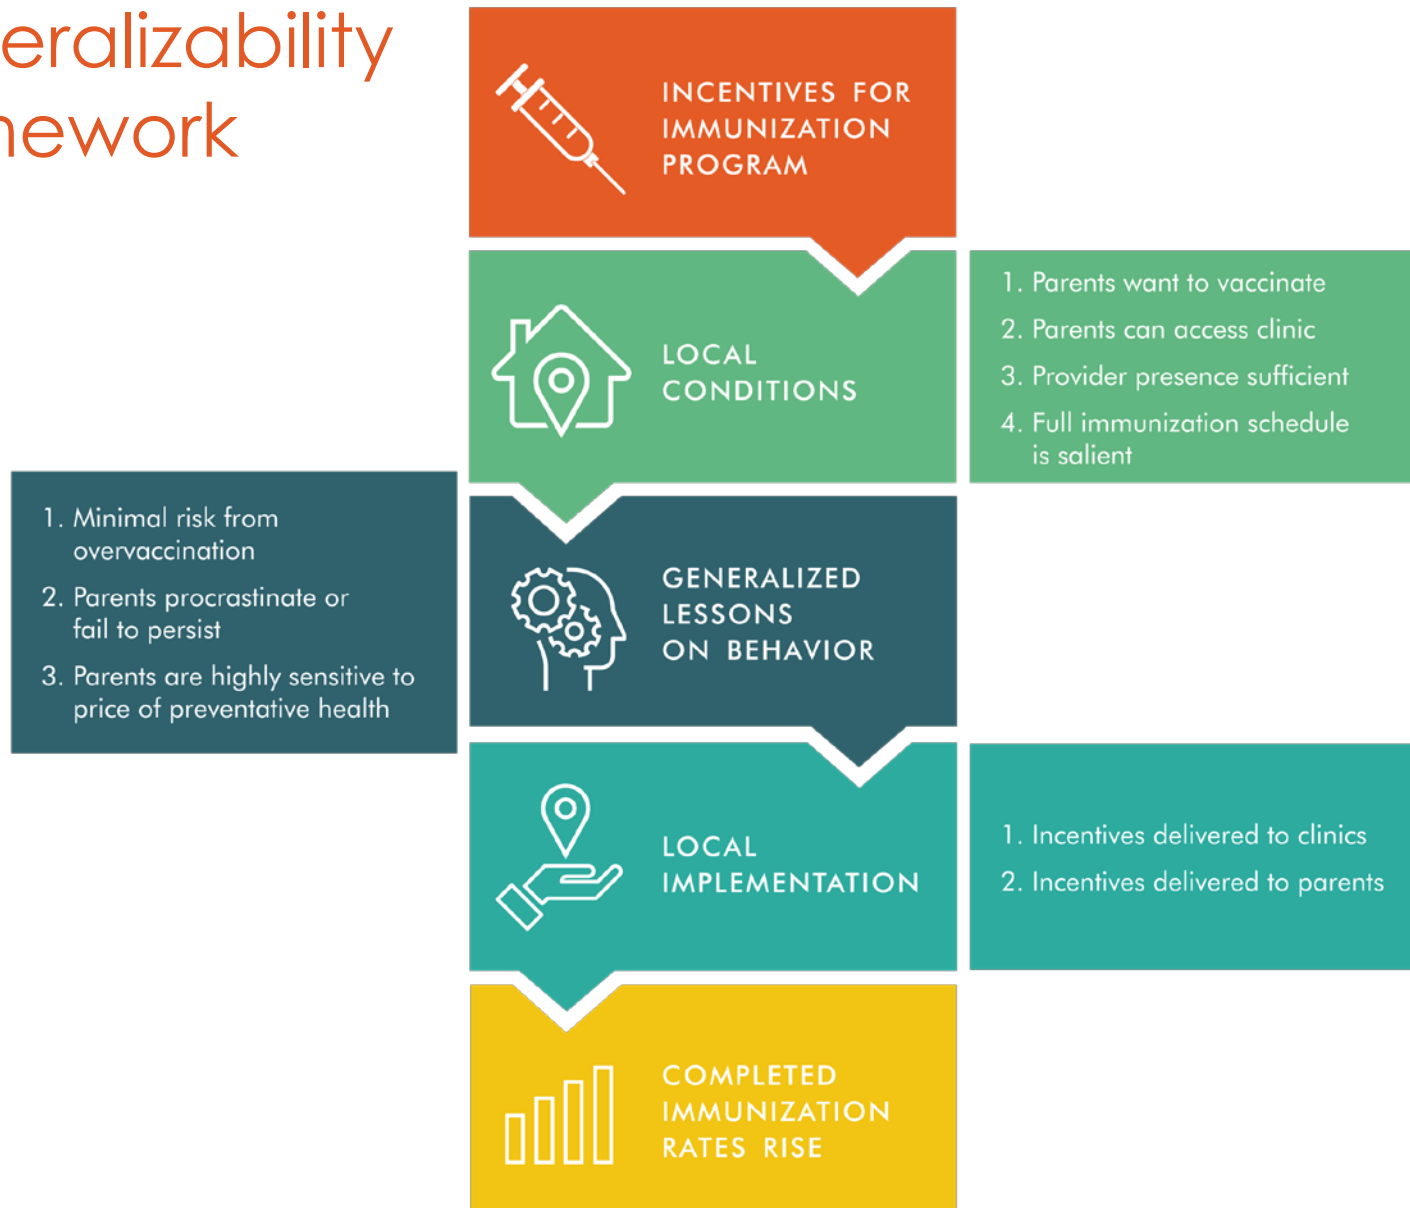 eralizability
nework
INCENTIVES FOR
IMMUNIZATION
PROGRAM
LOCAL
CONDITIONS
1. Parents want to vaccinate
2. Parents can access clinic
3. Provider presence sufficient
4. Full immunization schedule
is salient
1. Minimal risk from
overvaccination
2. Parents procrastinate or
fail to persist
3. Parents are highly sensitive to
price of preventative health
GENERALIZED
LESSONS
ON BEHAVIOR
LOCAL
IMPLEMENTATION
1. Incentives delivered to clinics
2. Incentives delivered to parents
COMPLETED
IMMUNIZATION
RATES RISE